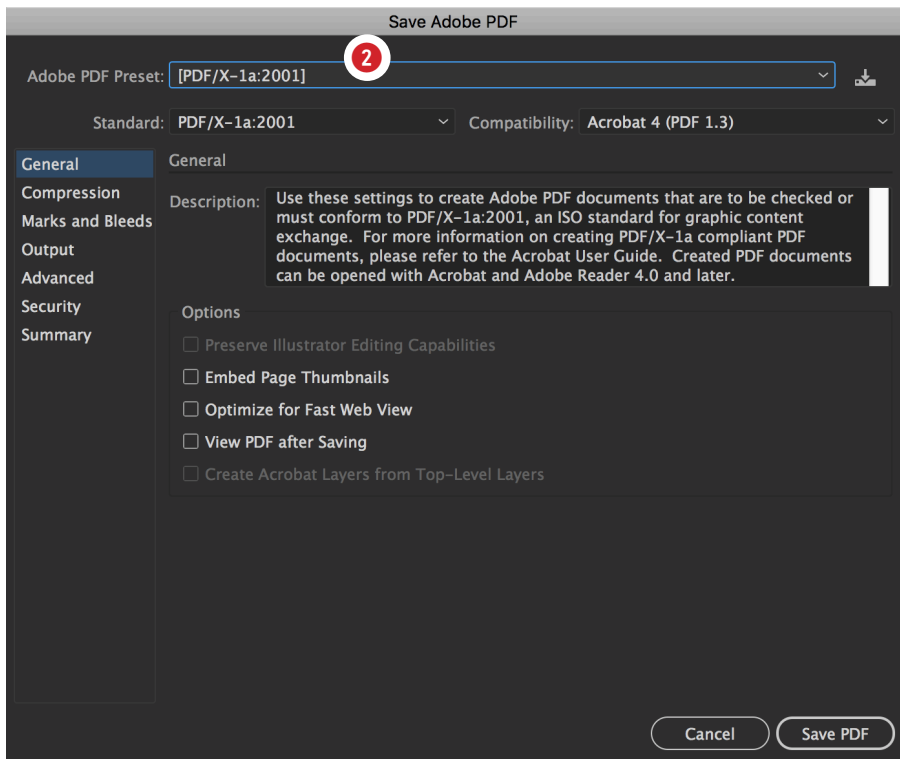 Save Adobe PDF
2
Adobe PDF Preset: [PDF/X-1a:2001]
Standard: PDF/X-1a:2001 Compatibility: Acrobat 4 (PDF 1.3)
General
Compression
Marks and Bleeds
Output
Advanced
Security
Summary
General
Description: Use these settings to create Adobe PDF documents that are to be checked or
must conform to PDF/X-1a:2001, an ISO standard for graphic content
exchange.  For more information on creating PDF/X-1a compliant PDF
documents, please refer to the Acrobat User Guide.  Created PDF documents
can be opened with Acrobat and Adobe Reader 4.0 and later.
Options
Preserve Illustrator Editing Capabilities
Embed Page Thumbnails
Optimize for Fast Web View
View PDF after Saving
Create Acrobat Layers from Top-Level Layers
Cancel Save PDF